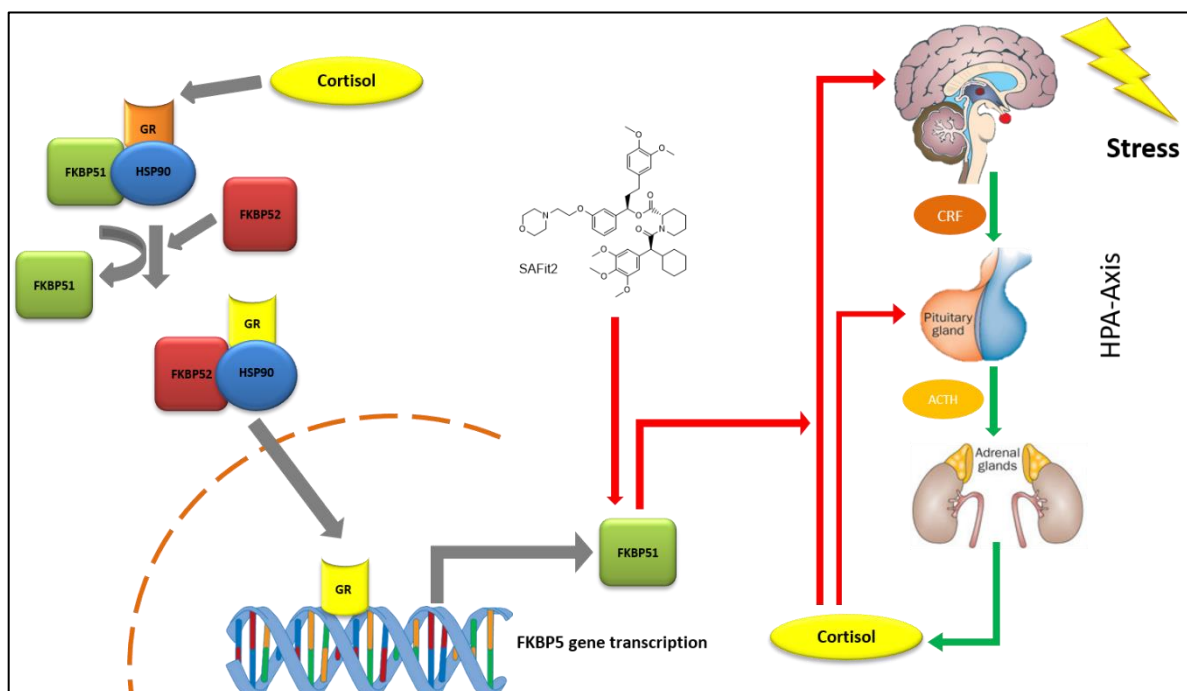 Cortisol
GR
FKBP51
HSP90
FKBP52
FKBP51
GR
FKBP52
HSP90
GR
FKBP5 gene transcription
FKBP51
O
O
N
O
O
O
O
O
N
O
O
O
SAFit2
Stress
CRF
HPA-Axis
Pituitary
gland
ACTH
Adrenal
glands
Cortisol